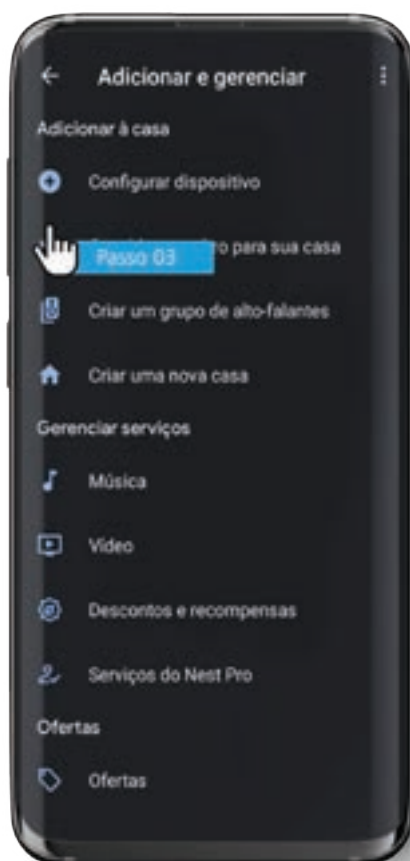 Adicionar e gerenciar
Adicionar à casa
Configurar dispositivo
para sua casa
Passo 03
Criar um grupo de alto-falantes
Criar uma nova casa
Gerenciar serviços
Música
Vídeo
Descontos e recompensas
Serviços do Nest Pro
Ofertas
Ofertas